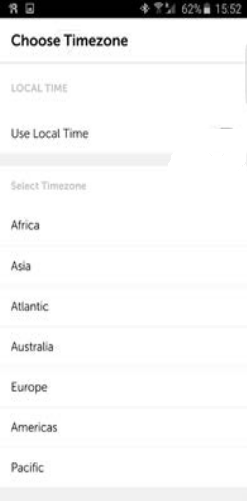 62% 15:52
Choose Timezone
LOCAL TIME
Use Local Time
Select Timezone
Africa
Asia
Atlantic
Australia
Europe
Americas
Pacific